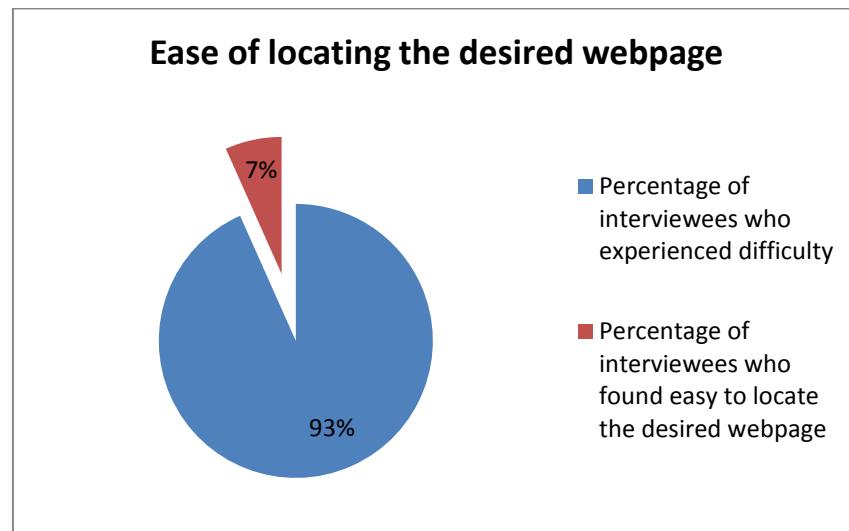 Ease of locating the desired webpage
7%
93%
Percentage of
interviewees who
experienced difficulty
Percentage of
interviewees who
found easy to locate
the desired webpage